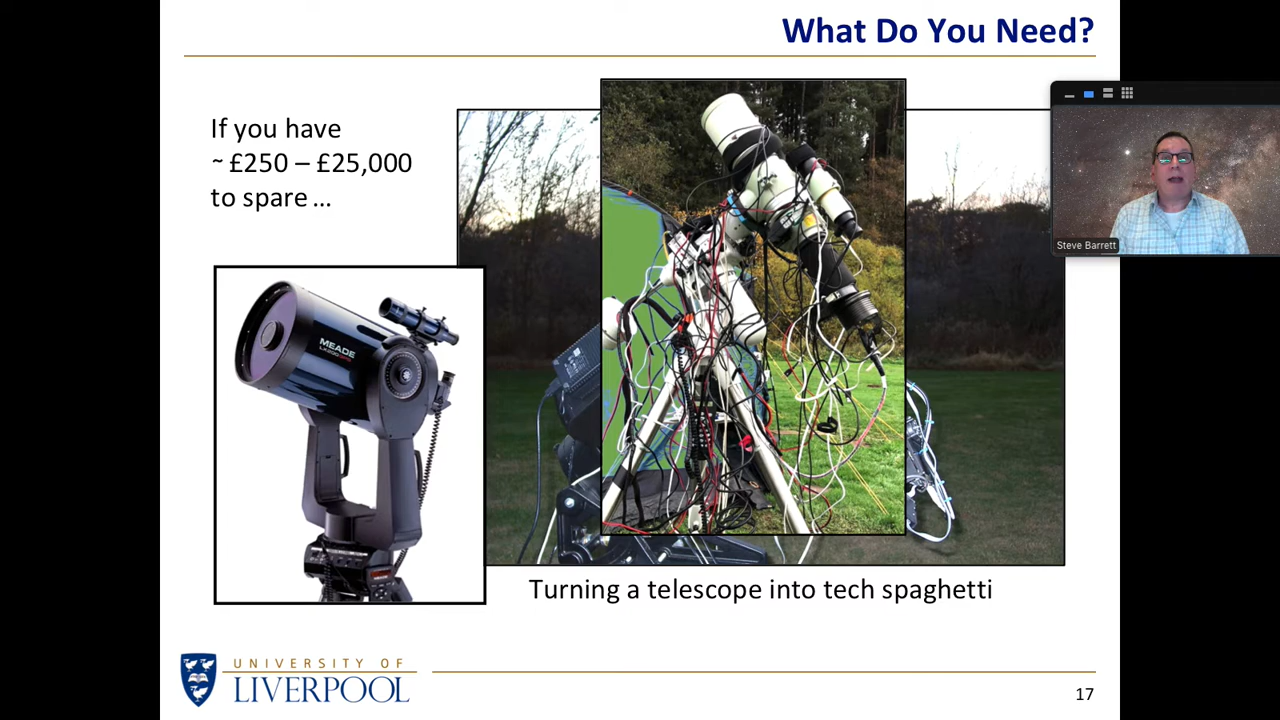 What Do You Need?
If you have
~ £250 – £25,000
to spare ...
Steve Barrett
MEADE
Turning a telescope into tech spaghetti
UNIVERSITY OF
LIVERPOOL
17